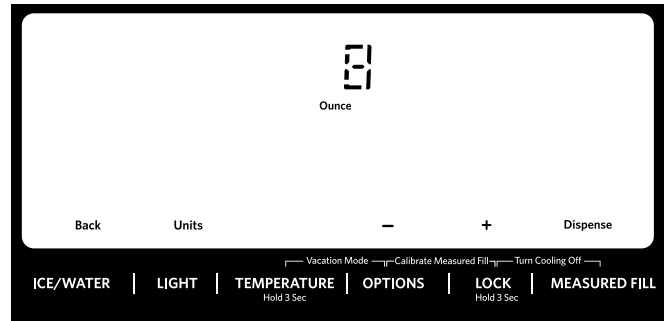 8
Ounce
Back Units – + Dispense
Vacation Mode Calibrate Measured Fill Turn Cooling Off
ICE/WATER | LIGHT | TEMPERATURE | OPTIONS | LOCK | MEASURED FILL
Hold 3 Sec Hold 3 Sec